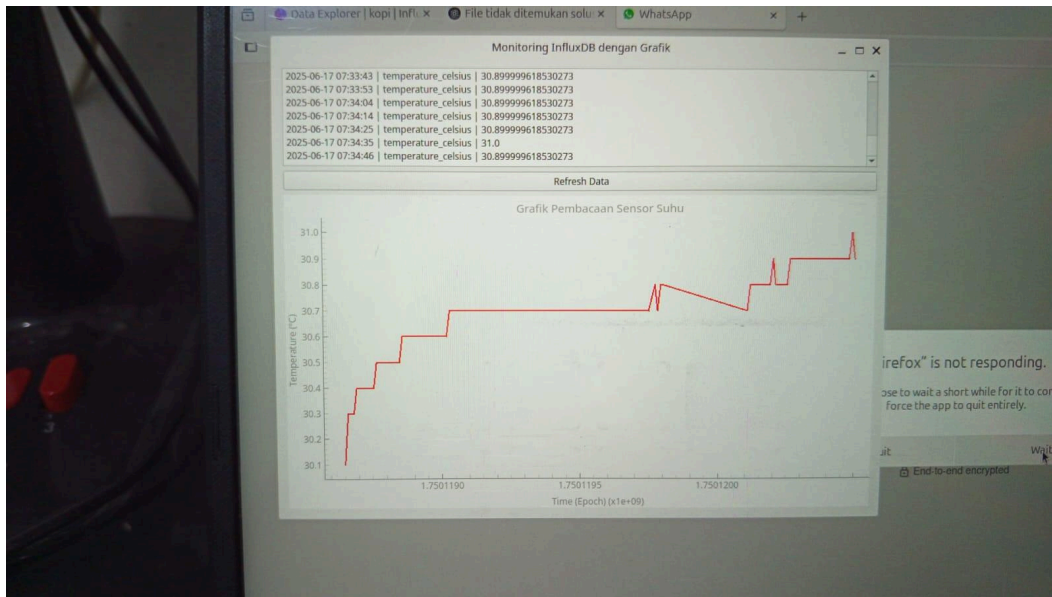 Data Explorer | kopi | Infl
File tidak ditemukan solu
WhatsApp
Monitoring InfluxDB dengan Grafik
2025-06-17 07:33:43 | temperature_celsius | 30.899999618530273
2025-06-17 07:33:53 | temperature_celsius | 30.899999618530273
2025-06-17 07:34:04 | temperature_celsius | 30.899999618530273
2025-06-17 07:34:14 | temperature_celsius | 30.899999618530273
2025-06-17 07:34:25 | temperature_celsius | 30.899999618530273
2025-06-17 07:34:35 | temperature_celsius | 31.0
2025-06-17 07:34:46 | temperature_celsius | 30.899999618530273
Refresh Data
Grafik Pembacaan Sensor Suhu
Temperature (°C)
31.0
30.9
30.8
30.7
30.6
30.5
30.4
30.3
30.2
30.1
1.7501190
1.7501195
1.7501200
Time (Epoch) (x1e+09)
irefox" is not responding.
ose to wait a short while for it to cor
force the app to quit entirely.
uit
Wait
End-to-end encrypted
3